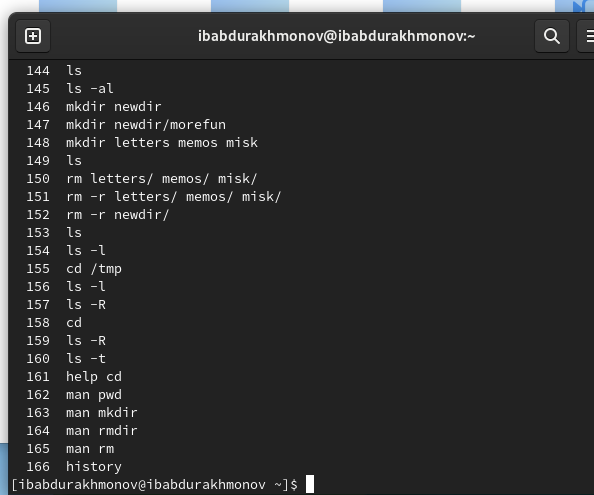 ibabdurakhmonov@ibabdurakhmonov:~
144 ls
145 ls -al
146 mkdir newdir
147 mkdir newdir/morefun
148 mkdir letters memos misk
149 ls
150 rm letters/ memos/ misk/
151 rm -r letters/ memos/ misk/
152 rm -r newdir/
153 ls
154 ls -l
155 cd /tmp
156 ls -l
157 ls -R
158 cd
159 ls -R
160 ls -t
161 help cd
162 man pwd
163 man mkdir
164 man rmdir
165 man rm
166 history
[ibabdurakhmonov@ibabdurakhmonov ~]$